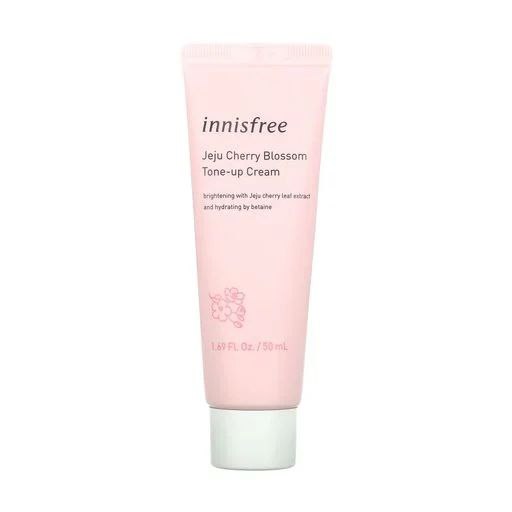 innisfree
Jeju Cherry Blossom
Tone-up Cream
brightening with Jeju cherry leaf extract
and hydrating by betaine
1.69 FL Oz. / 50 mL